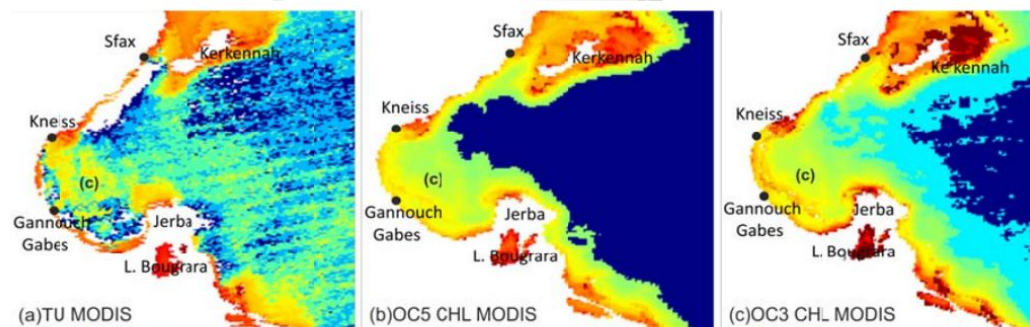 Sfax
Kerkennah
Kneiss
(c)
Gannouch
Gabes
Jerba
L. Bougrara
(a)TU MODIS
Sfax
Kerkennah
Kneiss
(c)
Gannouch
Gabes
Jerba
L. Bougrara
(b)OC5 CHL MODIS
Sfax
Kerkennah
Kneiss
(c)
Gannouch
Gabes
Jerba
L. Bougrara
(c)OC3 CHL MODIS